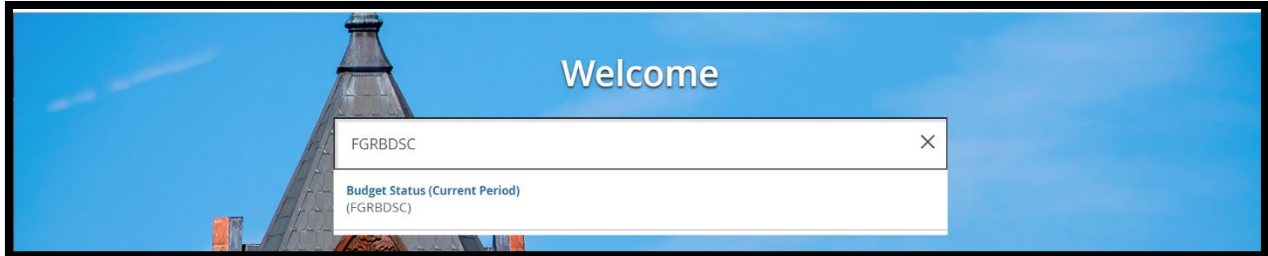 Welcome
FGRBDSC
Budget Status (Current Period)
(FGRBDSC)